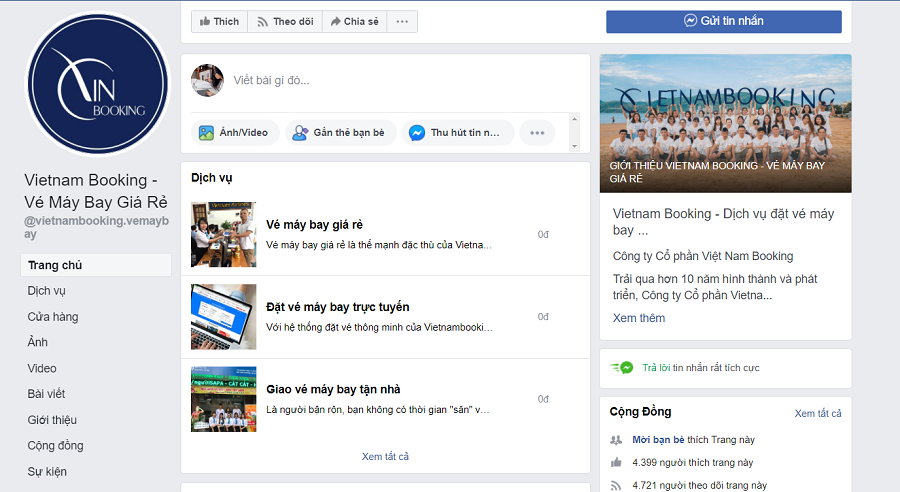 IN
BOOKING
Vietnam Booking -
Vé Máy Bay Giá Rẻ
@vietnambooking.vemayb
ay
Trang chủ
Dịch vụ
Cửa hàng
Ảnh
Video
Bài viết
Giới thiệu
Cộng đồng
Sự kiện
Thích
Theo dõi
Chia sẻ
Viết bài gì đó...
Ảnh/Video
Gắn thẻ bạn bè
Thu hút tin n...
Dịch vụ
Vé máy bay giá rẻ
Vé máy bay giá rẻ là thế mạnh đặc thù của Vietna...
0đ
Đặt vé máy bay trực tuyến
Với hệ thống đặt vé thông minh của Vietnambooki...
0đ
Giao vé máy bay tận nhà
Là người bận rộn, bạn không có thời gian "săn" v...
0đ
Xem tất cả
Gửi tin nhắn
VIETNAMBOOKING
GIỚI THIỆU VIETNAM BOOKING - VÉ MÁY BAY
GIÁ RẺ
Vietnam Booking - Dịch vụ đặt vé máy
bay ...
Công ty Cổ phần Việt Nam Booking
Trải qua hơn 10 năm hình thành và phát
triển, Công ty Cổ phần Vietna...
Xem thêm
Trả lời tin nhắn rất tích cực
Cộng Đồng
Xem tất cả
Mời bạn bè thích Trang này
4.399 người thích trang này
4.721 người theo dõi trang này